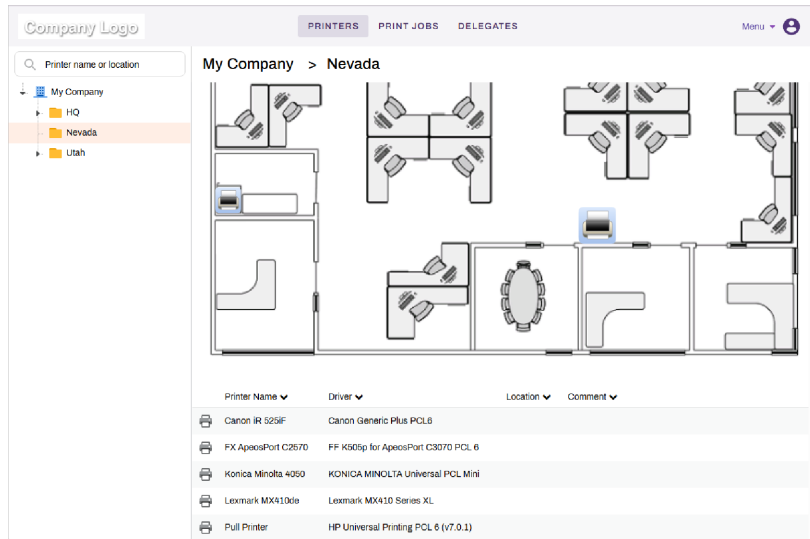 Company Logo
PRINTERS PRINT JOBS DELEGATES
Menu
Printer name or location
My Company
HQ
Nevada
Utah
My Company > Nevada
Printer Name Driver Location Comment
Canon iR 525iF Canon Generic Plus PCL6
FX ApeosPort C2570 FF K505p for ApeosPort C3070 PCL 6
Konica Minolta 4050 KONICA MINOLTA Universal PCL Mini
Lexmark MX410de Lexmark MX410 Series XL
Pull Printer HP Universal Printing PCL 6 (v7.0.1)